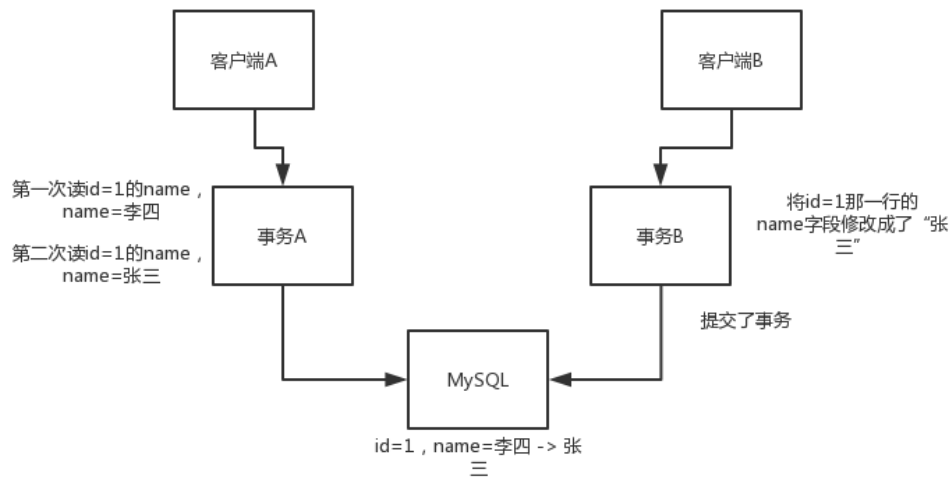 客户端A
客户端B
第一次读id=1的name，
name=李四
第二次读id=1的name，
name=张三
事务A
事务B
将id=1那一行的
name字段修改成了“张
三”
提交了事务
MySQL
id=1，name=李四 -> 张
三